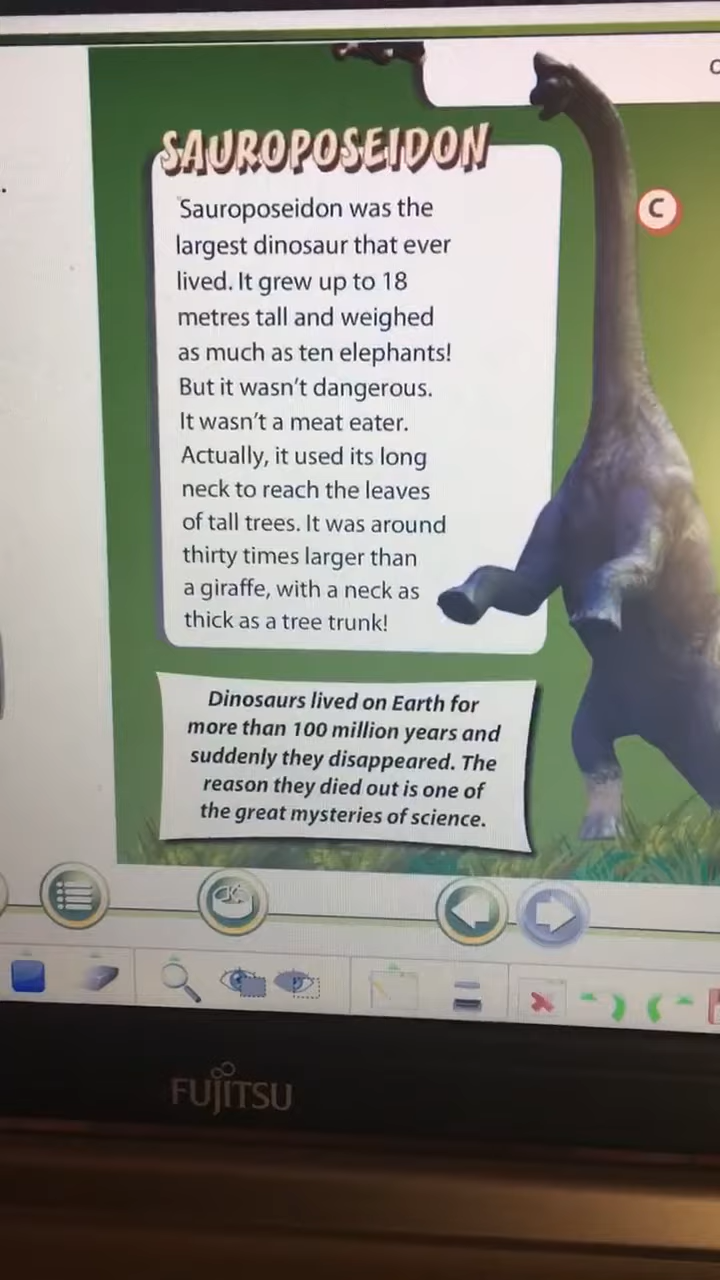 SAUROPOSEIDON
Sauroposeidon was the
largest dinosaur that ever
lived. It grew up to 18
metres tall and weighed
as much as ten elephants!
But it wasn't dangerous.
It wasn't a meat eater.
Actually, it used its long
neck to reach the leaves
of tall trees. It was around
thirty times larger than
a giraffe, with a neck as
thick as a tree trunk!
C
Dinosaurs lived on Earth for
more than 100 million years and
suddenly they disappeared. The
reason they died out is one of
the great mysteries of science.
FUJITSU